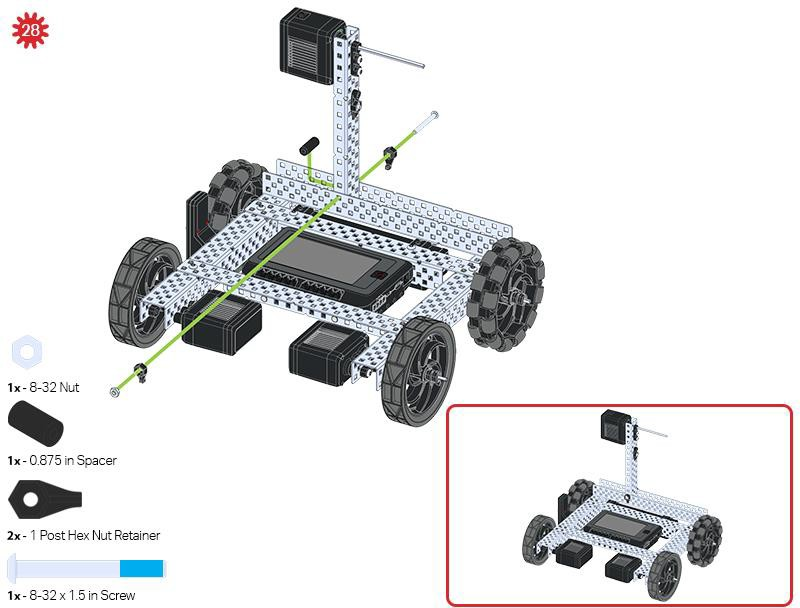 28
1x - 8-32 Nut
1x - 0.875 in Spacer
2x - 1 Post Hex Nut Retainer
1x - 8-32 x 1.5 in Screw